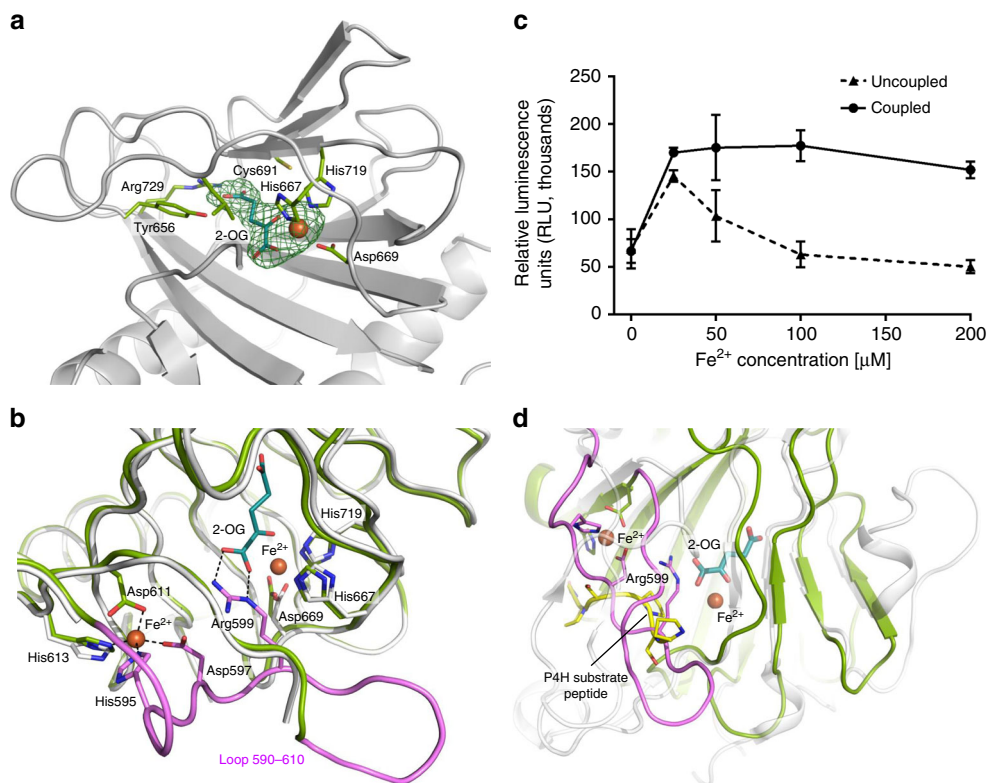 a
Cys691
His719
Arg729
His667
Tyr656
2-OG
Asp669
c
250
200
150
100
50
0
Relative luminescence
units (RLU, thousands)
Uncoupled
Coupled
0
50
100
150
200
Fe2+ concentration [μM]
b
His719
2-OG
Fe2+
Asp611
His667
Fe2+
Arg599
Asp669
His613
Asp597
His595
Loop 590–610
d
Fe2+
2-OG
Arg599
Fe2+
P4H substrate
peptide